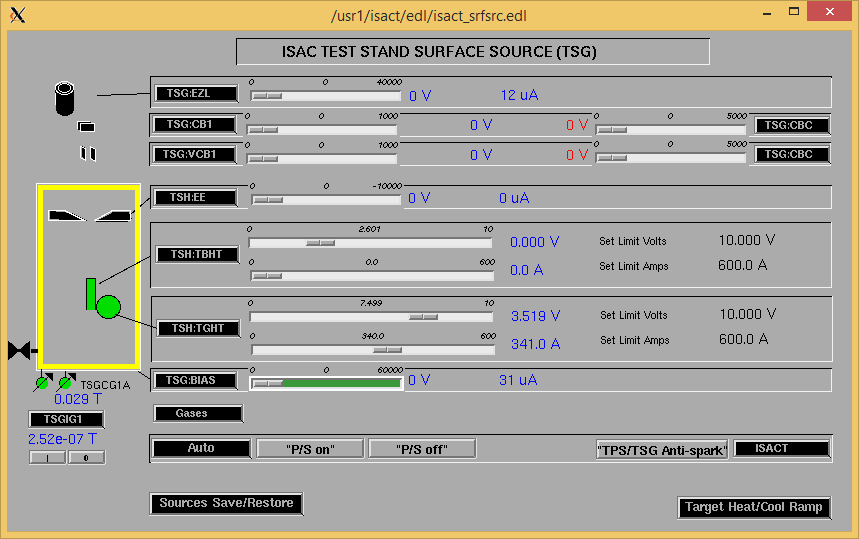 /usr1/isact/edl/isact_srfsrc.edl
ISAC TEST STAND SURFACE SOURCE (TSG)
TSG:EZL 0 0 40000 0 V 12 uA
TSG:CB1 0 1000 0 V 0 V 0 5000 TSG:CBC
TSG:VCB1 0 1000 0 V 0 V 0 5000 TSG:CBC
TSH:EE 0 0 -10000 0 V 0 uA
TSH:TBHT
0 2.601 10 0.000 V Set Limit Volts 10.000 V
0 0.0 600 0.0 A Set Limit Amps 600.0 A
TSH:TGHT
0 7.499 10 3.519 V Set Limit Volts 10.000 V
0 340.0 600 341.0 A Set Limit Amps 600.0 A
TSG:BIAS 0 0 60000 0 V 31 uA
TSGCG1A
0.029 T
TSGIG1
2.52e-07 T
I 0
Gases
Auto "P/S on" "P/S off" "TPS/TSG Anti-spark" ISACT
Sources Save/Restore Target Heat/Cool Ramp